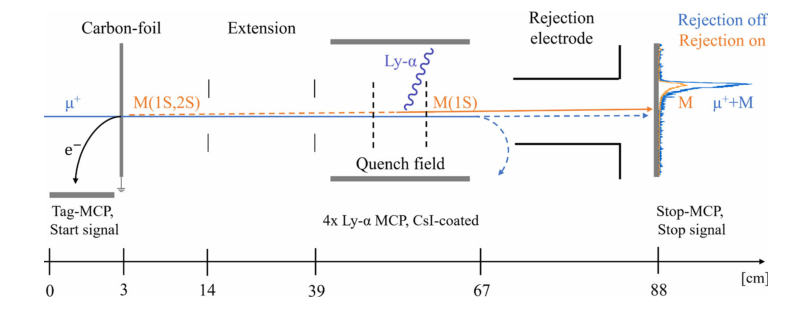 Carbon-foil
Extension
Rejection
electrode
Rejection off
Rejection on
Ly-α
μ⁺
M(1S,2S)
M(1S)
M
μ⁺+M
e⁻
Quench field
Tag-MCP,
Start signal
4x Ly-α MCP, CsI-coated
Stop-MCP,
Stop signal
[cm]
0
3
14
39
67
88